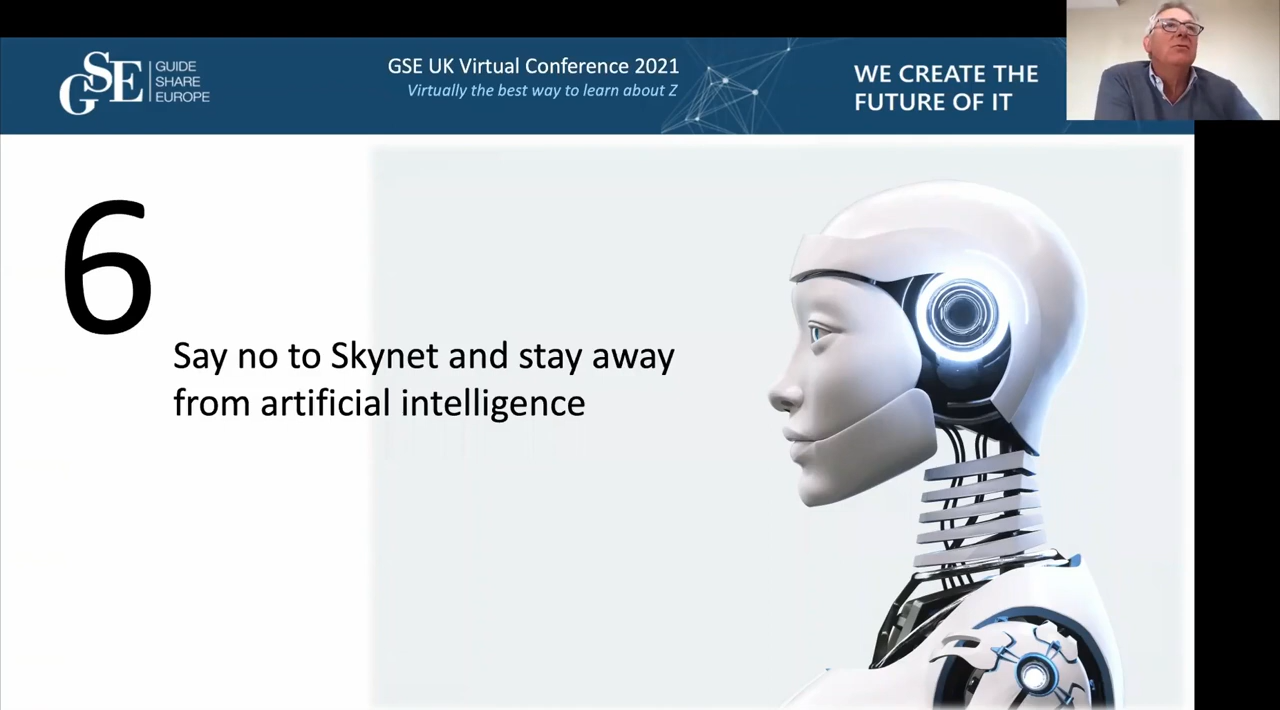 GSE
GUIDE
SHARE
EUROPE
GSE UK Virtual Conference 2021
Virtually the best way to learn about Z
WE CREATE THE
FUTURE OF IT
6
Say no to Skynet and stay away
from artificial intelligence